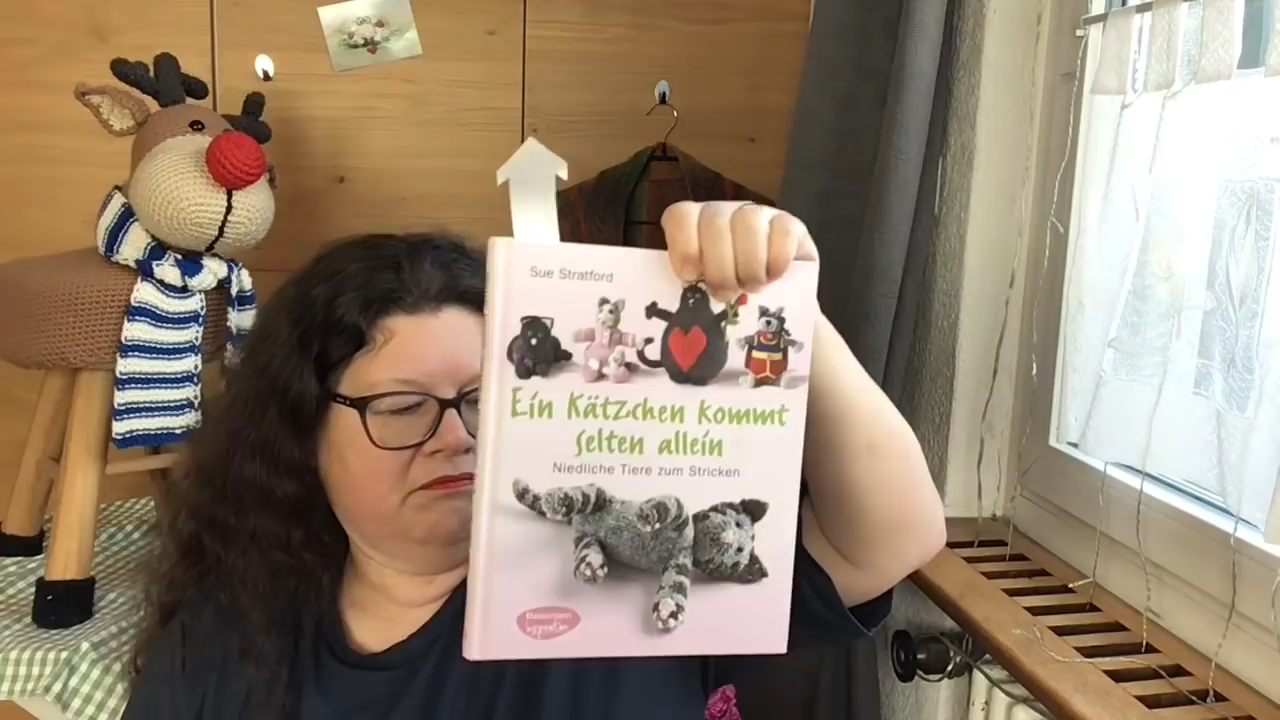 Sue Stratford
Ein Kätzchen kommt
selten allein
Niedliche Tiere zum Stricken